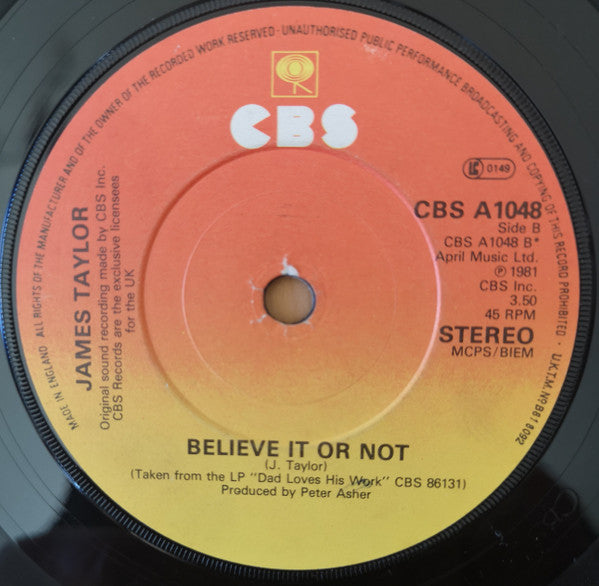 MADE IN ENGLAND · ALL RIGHTS OF THE MANUFACTURER AND OF THE OWNER OF THE RECORDED WORK RESERVED · UNAUTHORISED PUBLIC PERFORMANCE BROADCASTING AND COPYING OF THIS RECORD PROHIBITED · U.K.T.M. No. B818092
CBS
LC 0149
JAMES TAYLOR
Original sound recording made by CBS Inc.
CBS Records are the exclusive licensees
for the UK
CBS A1048
Side B
CBS A1048 B*
April Music Ltd.
℗ 1981
CBS Inc.
3.50
45 RPM
STEREO
MCPS/BIEM
BELIEVE IT OR NOT
(J. Taylor)
(Taken from the LP "Dad Loves His Work" CBS 86131)
Produced by Peter Asher
CBS